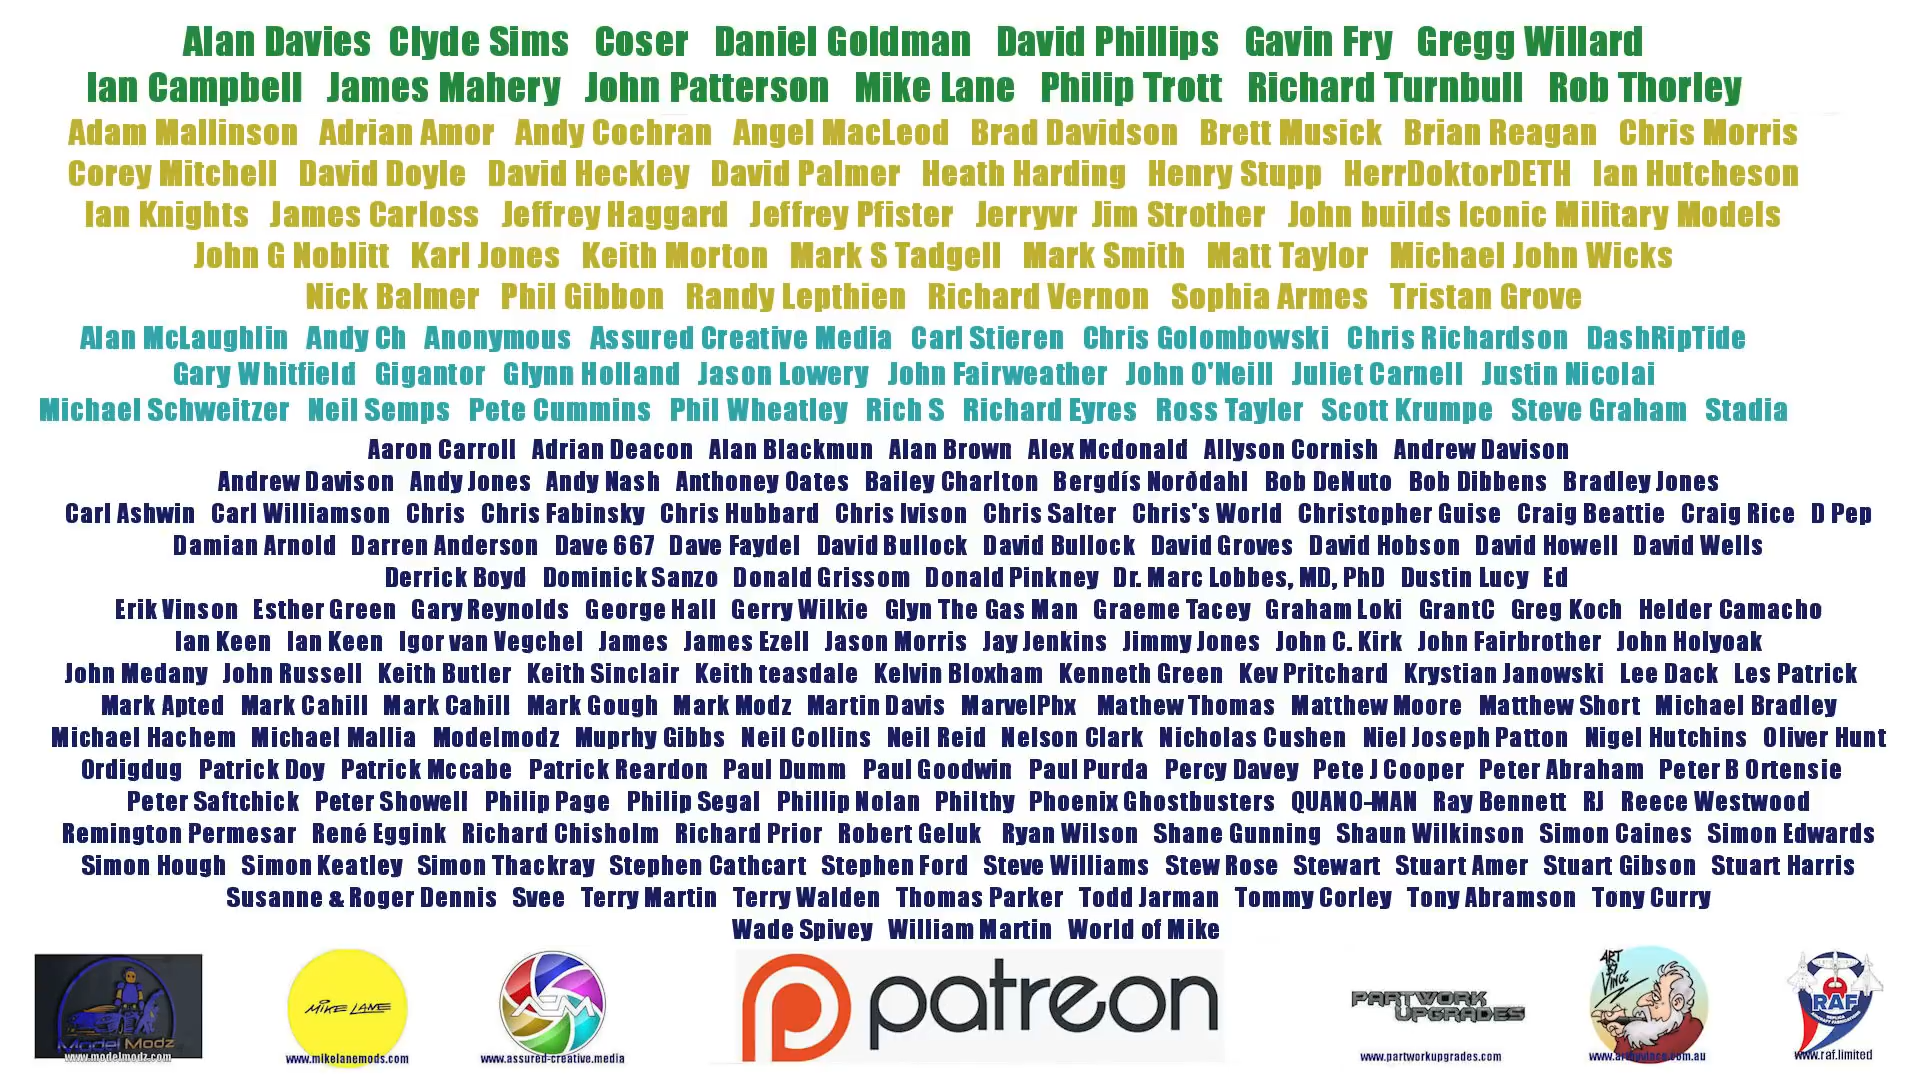 Alan Davies Clyde Sims Coser Daniel Goldman David Phillips Gavin Fry Gregg Willard
Ian Campbell James Mahery John Patterson Mike Lane Philip Trott Richard Turnbull Rob Thorley
Adam Mallinson Adrian Amor Andy Cochran Angel MacLeod Brad Davidson Brett Musick Brian Reagan Chris Morris
Corey Mitchell David Doyle David Heckley David Palmer Heath Harding Henry Stupp HerrDoktorDETH Ian Hutcheson
Ian Knights James Carloss Jeffrey Haggard Jeffrey Pfister Jerryvr Jim Strother John builds Iconic Military Models
John G Noblitt Karl Jones Keith Morton Mark S Tadgell Mark Smith Matt Taylor Michael John Wicks
Nick Balmer Phil Gibbon Randy Lepthien Richard Vernon Sophia Armes Tristan Grove
Alan McLaughlin Andy Ch Anonymous Assured Creative Media Carl Stieren Chris Golombowski Chris Richardson DashRipTide
Gary Whitfield Gigantor Glynn Holland Jason Lowery John Fairweather John O'Neill Juliet Carnell Justin Nicolai
Michael Schweitzer Neil Semps Pete Cummins Phil Wheatley Rich S Richard Eyres Ross Tayler Scott Krumpe Steve Graham Stadia
Aaron Carroll Adrian Deacon Alan Blackmun Alan Brown Alex Mcdonald Allyson Cornish Andrew Davison
Andrew Davison Andy Jones Andy Nash Anthoney Oates Bailey Charlton Bergdís Norðdahl Bob DeNuto Bob Dibbens Bradley Jones
Carl Ashwin Carl Williamson Chris Chris Fabinsky Chris Hubbard Chris Ivison Chris Salter Chris's World Christopher Guise Craig Beattie Craig Rice D Pep
Damian Arnold Darren Anderson Dave 667 Dave Faydel David Bullock David Bullock David Groves David Hobson David Howell David Wells
Derrick Boyd Dominick Sanzo Donald Grissom Donald Pinkney Dr. Marc Lobbes, MD, PhD Dustin Lucy Ed
Erik Vinson Esther Green Gary Reynolds George Hall Gerry Wilkie Glyn The Gas Man Graeme Tacey Graham Loki GrantC Greg Koch Helder Camacho
Ian Keen Ian Keen Igor van Vegchel James James Ezell Jason Morris Jay Jenkins Jimmy Jones John C. Kirk John Fairbrother John Holyoak
John Medany John Russell Keith Butler Keith Sinclair Keith teasdale Kelvin Bloxham Kenneth Green Kev Pritchard Krystian Janowski Lee Dack Les Patrick
Mark Apted Mark Cahill Mark Cahill Mark Gough Mark Modz Martin Davis MarvelPhx Mathew Thomas Matthew Moore Matthew Short Michael Bradley
Michael Hachem Michael Mallia Modelmodz Muprhy Gibbs Neil Collins Neil Reid Nelson Clark Nicholas Cushen Niel Joseph Patton Nigel Hutchins Oliver Hunt
Ordigdug Patrick Doy Patrick Mccabe Patrick Reardon Paul Dumm Paul Goodwin Paul Purda Percy Davey Pete J Cooper Peter Abraham Peter B Ortensie
Peter Saftchick Peter Showell Philip Page Philip Segal Phillip Nolan Philthy Phoenix Ghostbusters QUANO-MAN Ray Bennett RJ Reece Westwood
Remington Permesar René Eggink Richard Chisholm Richard Prior Robert Geluk Ryan Wilson Shane Gunning Shaun Wilkinson Simon Caines Simon Edwards
Simon Hough Simon Keatley Simon Thackray Stephen Cathcart Stephen Ford Steve Williams Stew Rose Stewart Stuart Amer Stuart Gibson Stuart Harris
Susanne & Roger Dennis Svee Terry Martin Terry Walden Thomas Parker Todd Jarman Tommy Corley Tony Abramson Tony Curry
Wade Spivey William Martin World of Mike
Model Modz
www.modelmodz.com
MIKE LANE
www.mikelanemods.com
ACM
www.assured-creative.media
patreon
PARTWORK
UPGRADES
www.partworkupgrades.com
ART
BY
VINCE
www.artbyvince.com.au
RAF
REPLICA
www.raf.limited